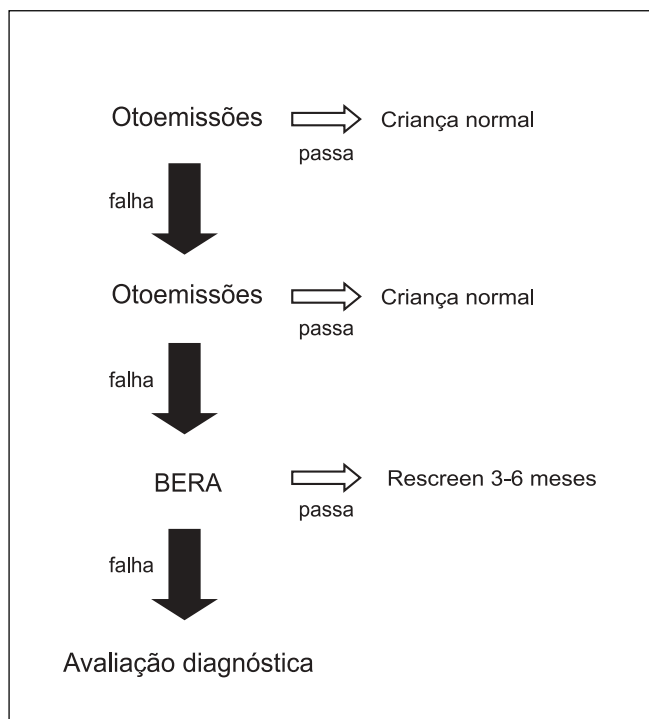 Otoemissões
Criança normal
passa
falha
Otoemissões
Criança normal
passa
falha
BERA
Rescreen 3-6 meses
passa
falha
Avaliação diagnóstica